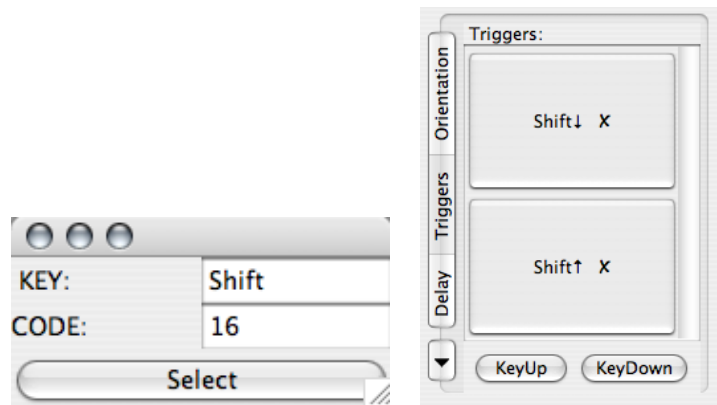 KEY: Shift
CODE: 16
Select
Triggers:
Orientation
Triggers
Delay
Shift↓ ✘
Shift↑ ✘
KeyUp KeyDown